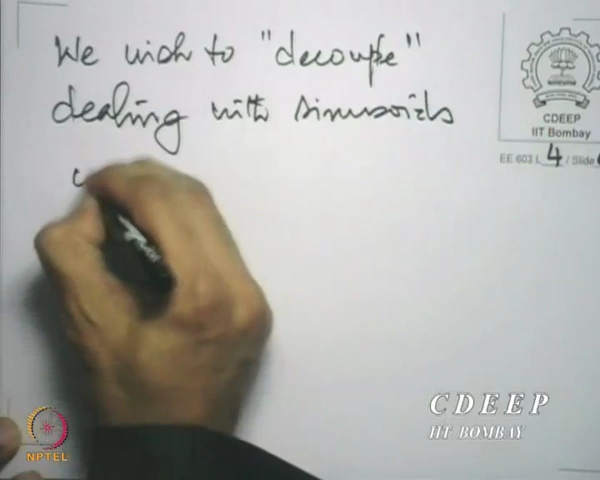 We wish to "decouple"
dealing with sinusoids
CDEEP
IIT Bombay
EE 603 L 4 / Slide
CDEEP
IIT BOMBAY
NPTEL